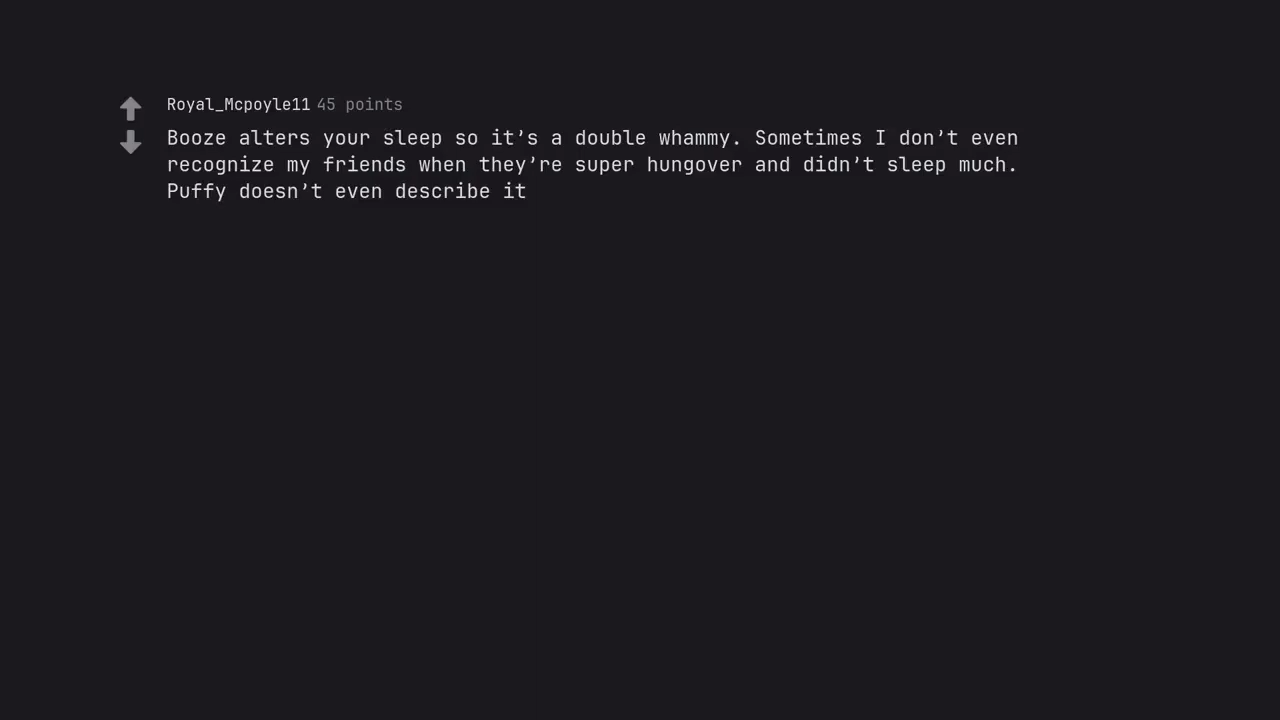 Royal_Mcpoyle11 45 points
Booze alters your sleep so it’s a double whammy. Sometimes I don’t even
recognize my friends when they’re super hungover and didn’t sleep much.
Puffy doesn’t even describe it